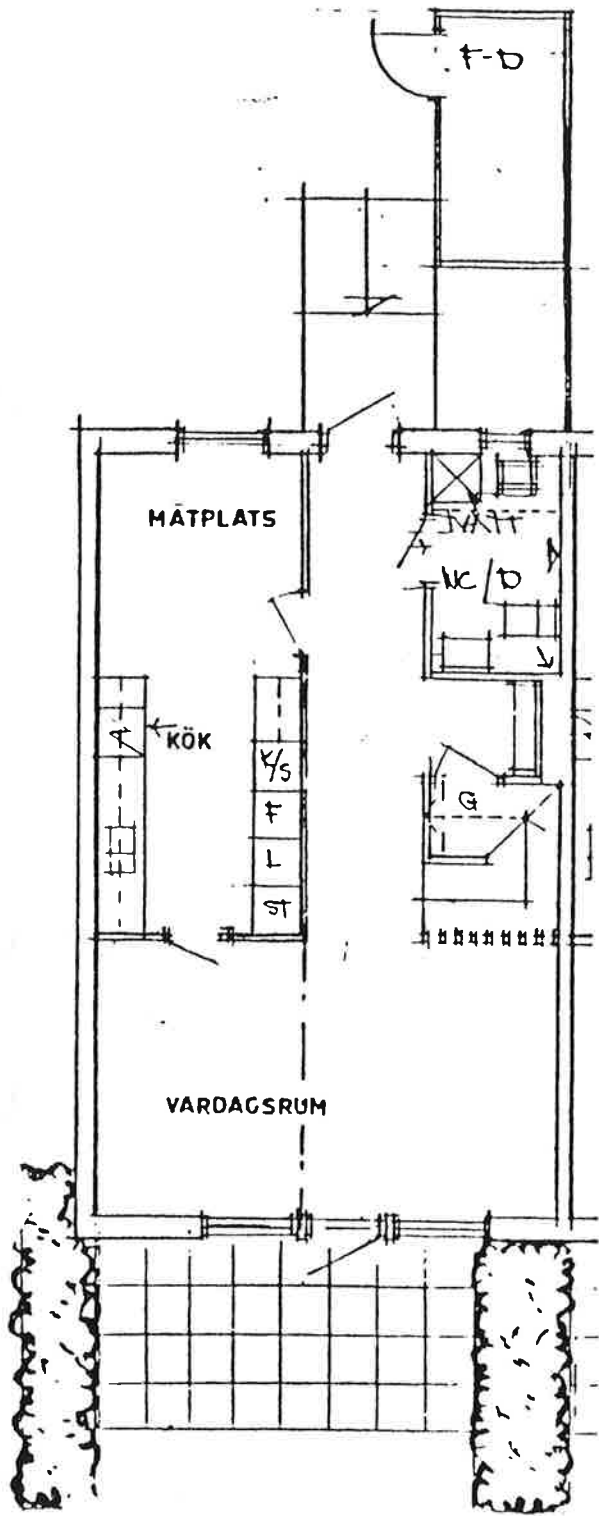 F-D
MATPLATS
TVÄTT
WC/D
KÖK
K/S
G
F
L
ST
VARDAGSRUM